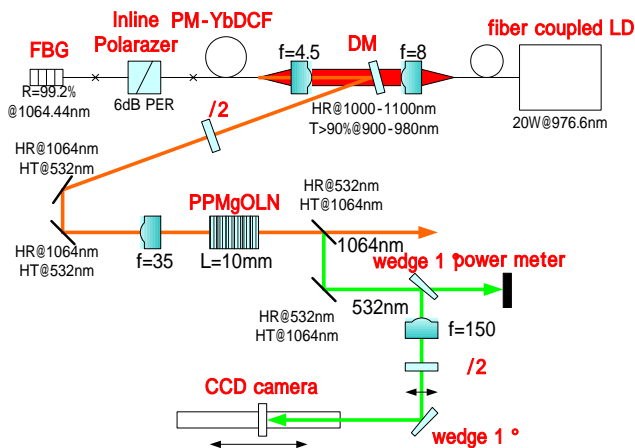 Inline
Polarazer
PM-YbDCF
FBG
f=4.5
DM
f=8
fiber coupled LD
R=99.2%
@1064.44nm
6dB PER
HR@1000-1100nm
T>90%@900-980nm
20W@976.6nm
/2
HR@1064nm
HT@532nm
HR@532nm
HT@1064nm
PPMgOLN
1064nm
HR@1064nm
HT@532nm
f=35
L=10mm
wedge 1 °
power meter
532nm
HR@532nm
HT@1064nm
f=150
/2
CCD camera
wedge 1 °